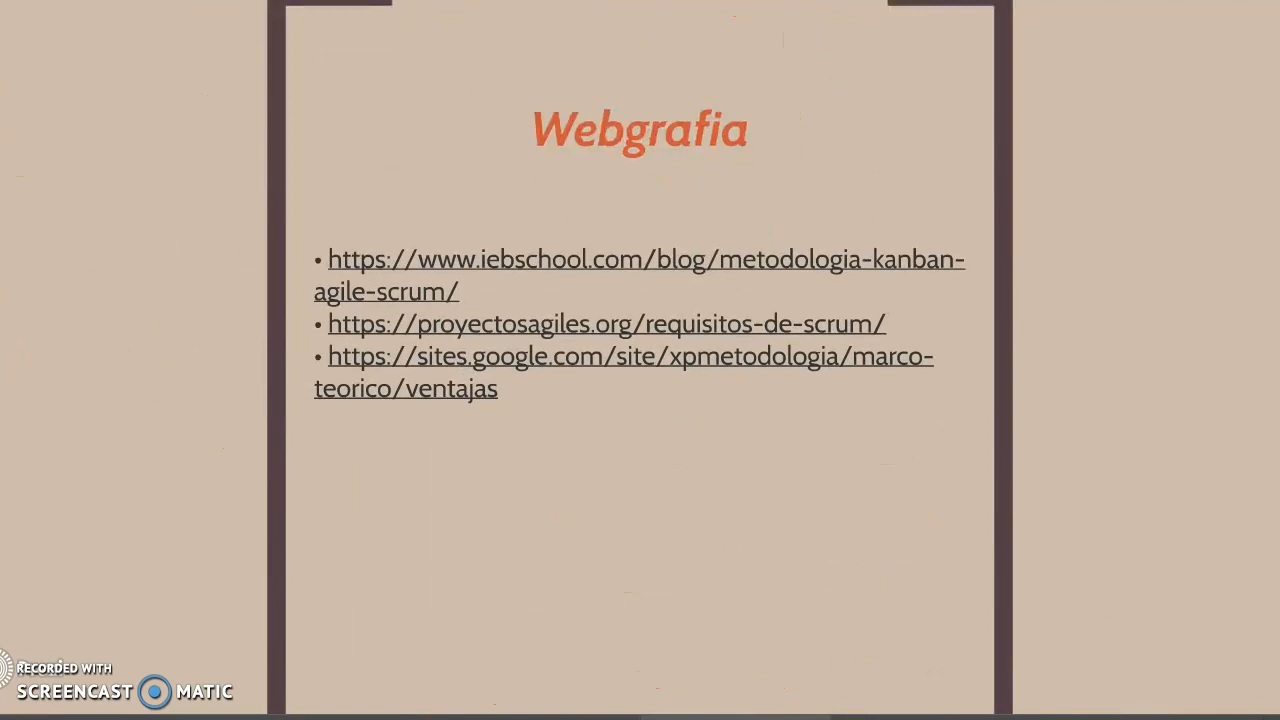 Webgrafia
• https://www.iebschool.com/blog/metodologia-kanban-
agile-scrum/
• https://proyectosagiles.org/requisitos-de-scrum/
• https://sites.google.com/site/xpmetodologia/marco-
teorico/ventajas
RECORDED WITH
SCREENCAST MATIC